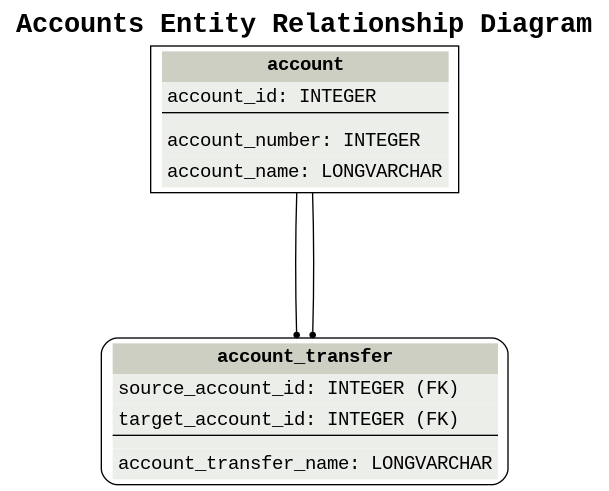 Accounts Entity Relationship Diagram
account
account_id: INTEGER
account_number: INTEGER
account_name: LONGVARCHAR
account_transfer
source_account_id: INTEGER (FK)
target_account_id: INTEGER (FK)
account_transfer_name: LONGVARCHAR